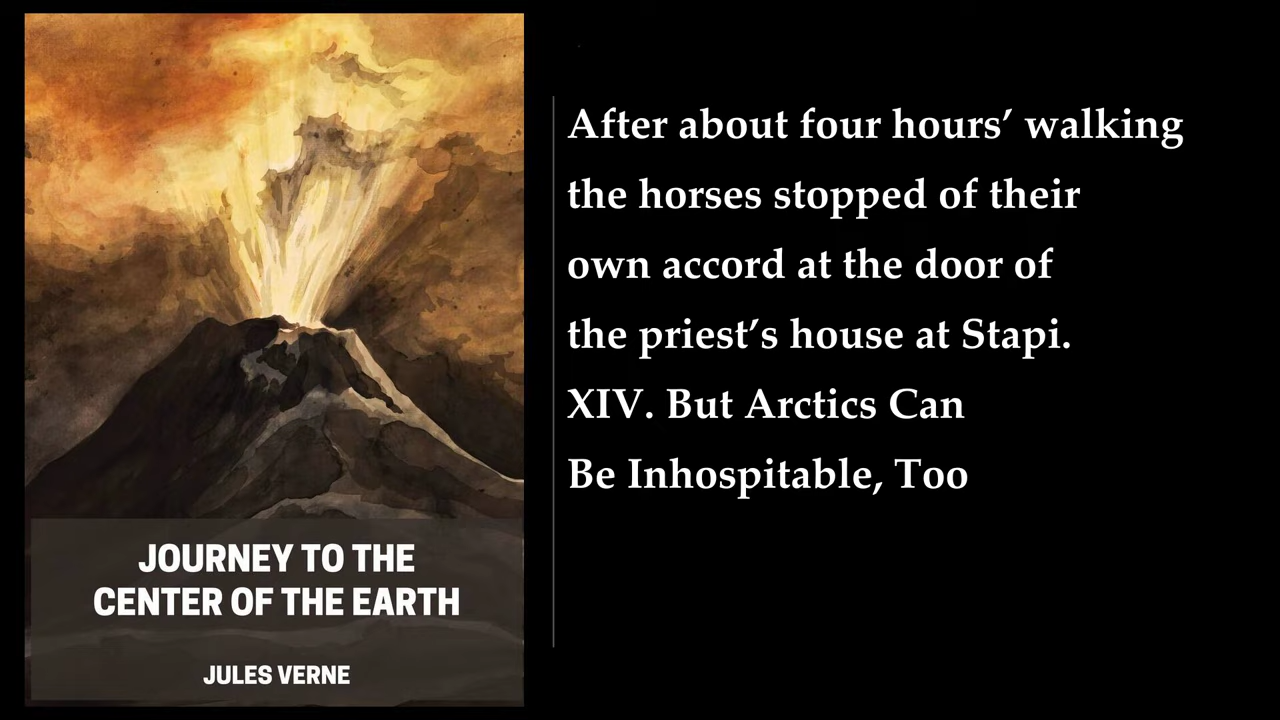 After about four hours’ walking
the horses stopped of their
own accord at the door of
the priest’s house at Stapi.
XIV. But Arctics Can
Be Inhospitable, Too
JOURNEY TO THE
CENTER OF THE EARTH
JULES VERNE